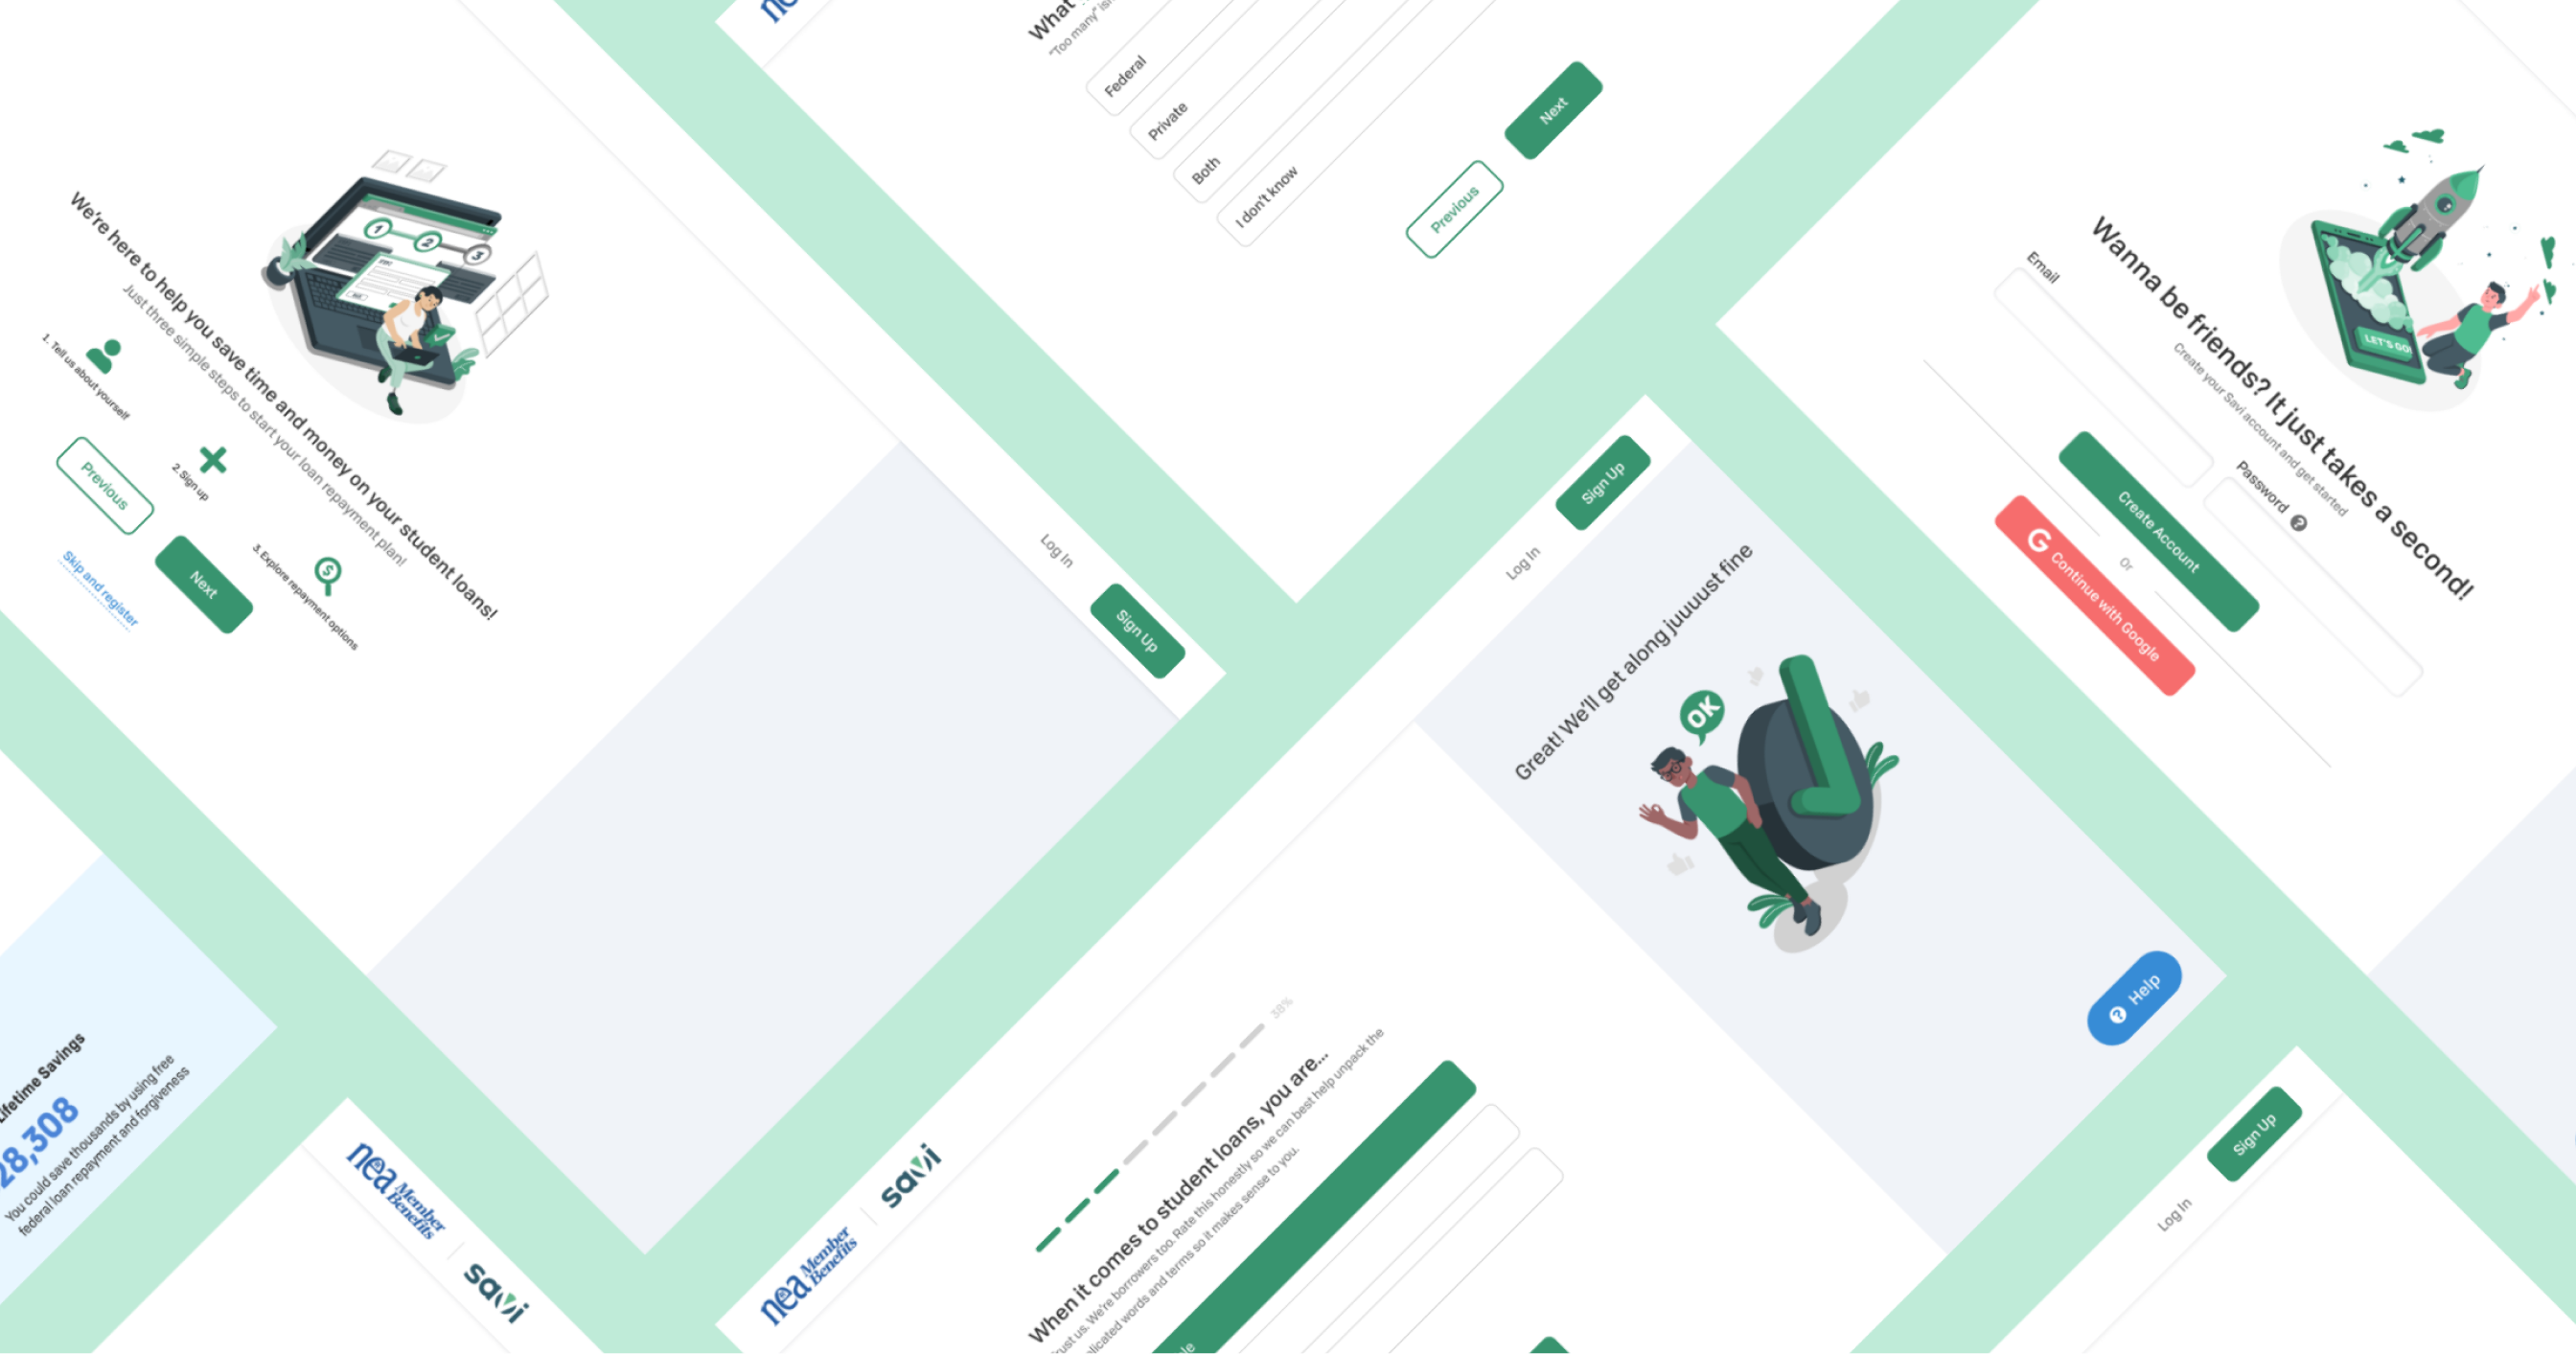 We're here to help you save time and money on your student loans!
Just three simple steps to start your loan repayment plan!
1. Tell us about yourself
2. Sign up
3. Explore repayment options
Previous
Next
Skip and register
1
2
3
Log In
Sign Up
What
"Too many"
Federal
Private
Both
I don't know
Previous
Next
Wanna be friends? It just takes a second!
Create your Savi account and get started
Email
Password
?
Create Account
Or
G Continue with Google
LET'S GO!
Log In
Sign Up
Great! We'll get along juuuust fine
OK
? Help
nea Member Benefits
savi
38%
When it comes to student loans, you are...
trust us. We're borrowers too. Rate this honestly so we can best help unpack the
plicated words and terms so it makes sense to you.
Lifetime Savings
28,308
You could save thousands by using free
federal loan repayment and forgiveness
nea Member Benefits
savi
Log In
Sign Up